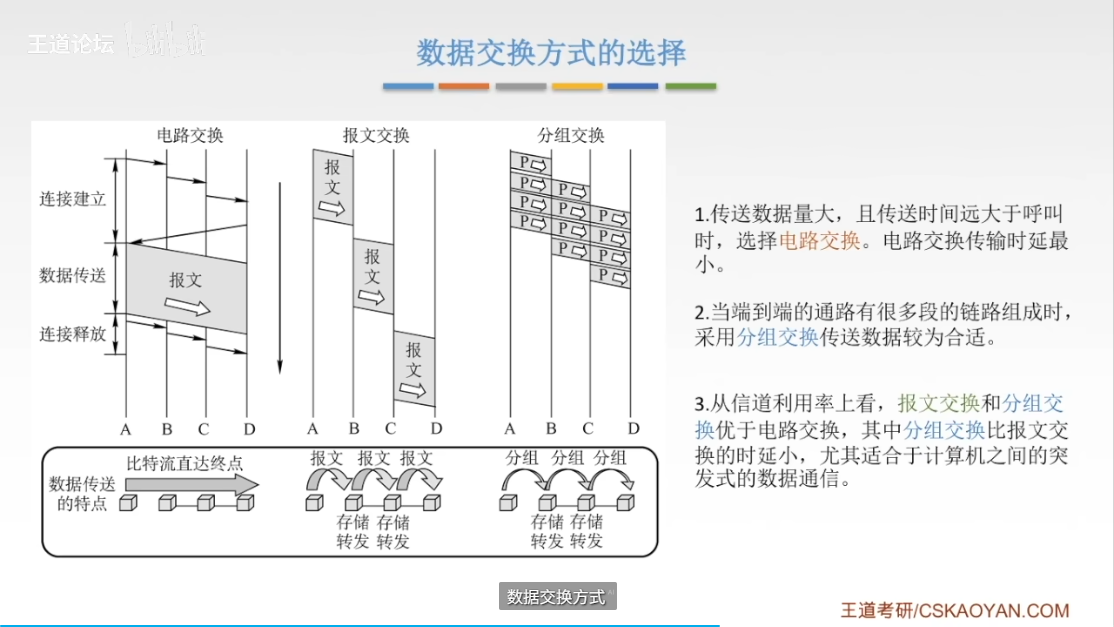 王道论坛 bilibili
数据交换方式的选择
电路交换 报文交换 分组交换
连接建立
数据传送
连接释放
报文
报
文
报
文
报
文
P
P P
P P P
P P P
P P
P
A B C D A B C D A B C D
1.传送数据量大，且传送时间远大于呼叫
时，选择电路交换。电路交换传输时延最
小。
2.当端到端的通路有很多段的链路组成时，
采用分组交换传送数据较为合适。
3.从信道利用率上看，报文交换和分组交
换优于电路交换，其中分组交换比报文交
换的时延小，尤其适合于计算机之间的突
发式的数据通信。
数据传送
的特点
比特流直达终点
报文 报文 报文
存储 存储
转发 转发
分组 分组 分组
存储 存储
转发 转发
数据交换方式
王道考研/CSKAOYAN.COM